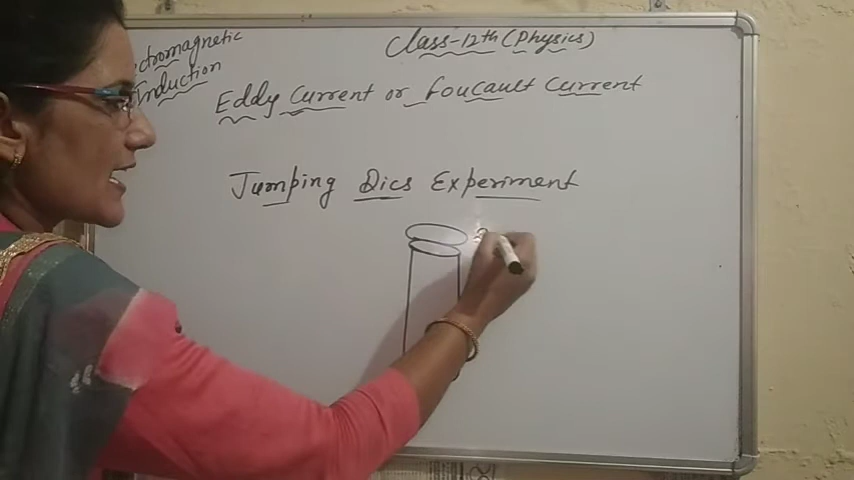 Class-12th (Physics)
Induction
Eddy Current or Foucault Current
Jumping Dics Experiment